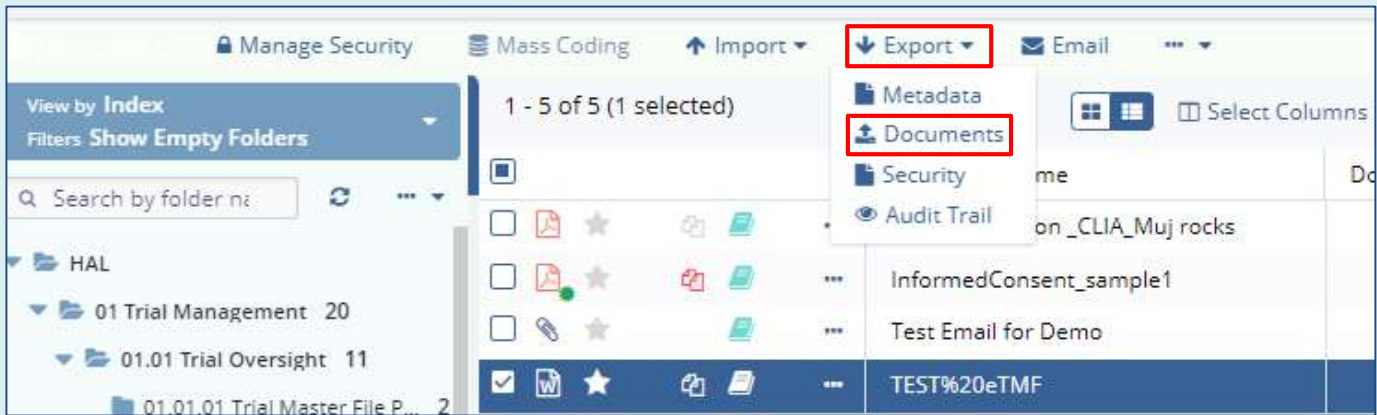 Manage Security Mass Coding Import Export Email
View by Index
Filters Show Empty Folders
1 - 5 of 5 (1 selected)
Metadata
Documents
Security
Audit Trail
Select Columns
Search by folder na
me
Do
on _CLIA_Muj rocks
HAL
InformedConsent_sample1
01 Trial Management 20
Test Email for Demo
01.01 Trial Oversight 11
TEST%20eTMF
01.01.01 Trial Master File P... 2